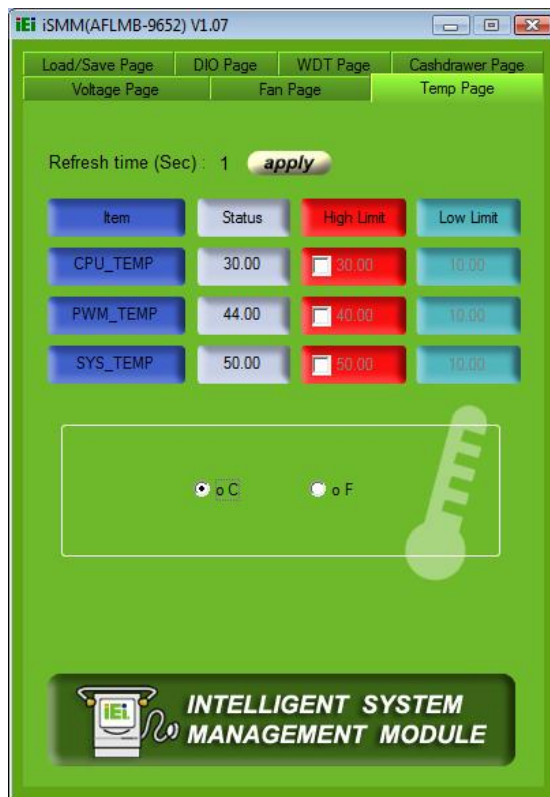 iEi iSMM(AFLMB-9652) V1.07
Load/Save Page DIO Page WDT Page Cashdrawer Page
Voltage Page Fan Page Temp Page
Refresh time (Sec) : 1 apply
Item Status High Limit Low Limit
CPU_TEMP 30.00 30.00 10.00
PWM_TEMP 44.00 40.00 10.00
SYS_TEMP 50.00 50.00 10.00
o C o F
iEi
INTELLIGENT SYSTEM
MANAGEMENT MODULE